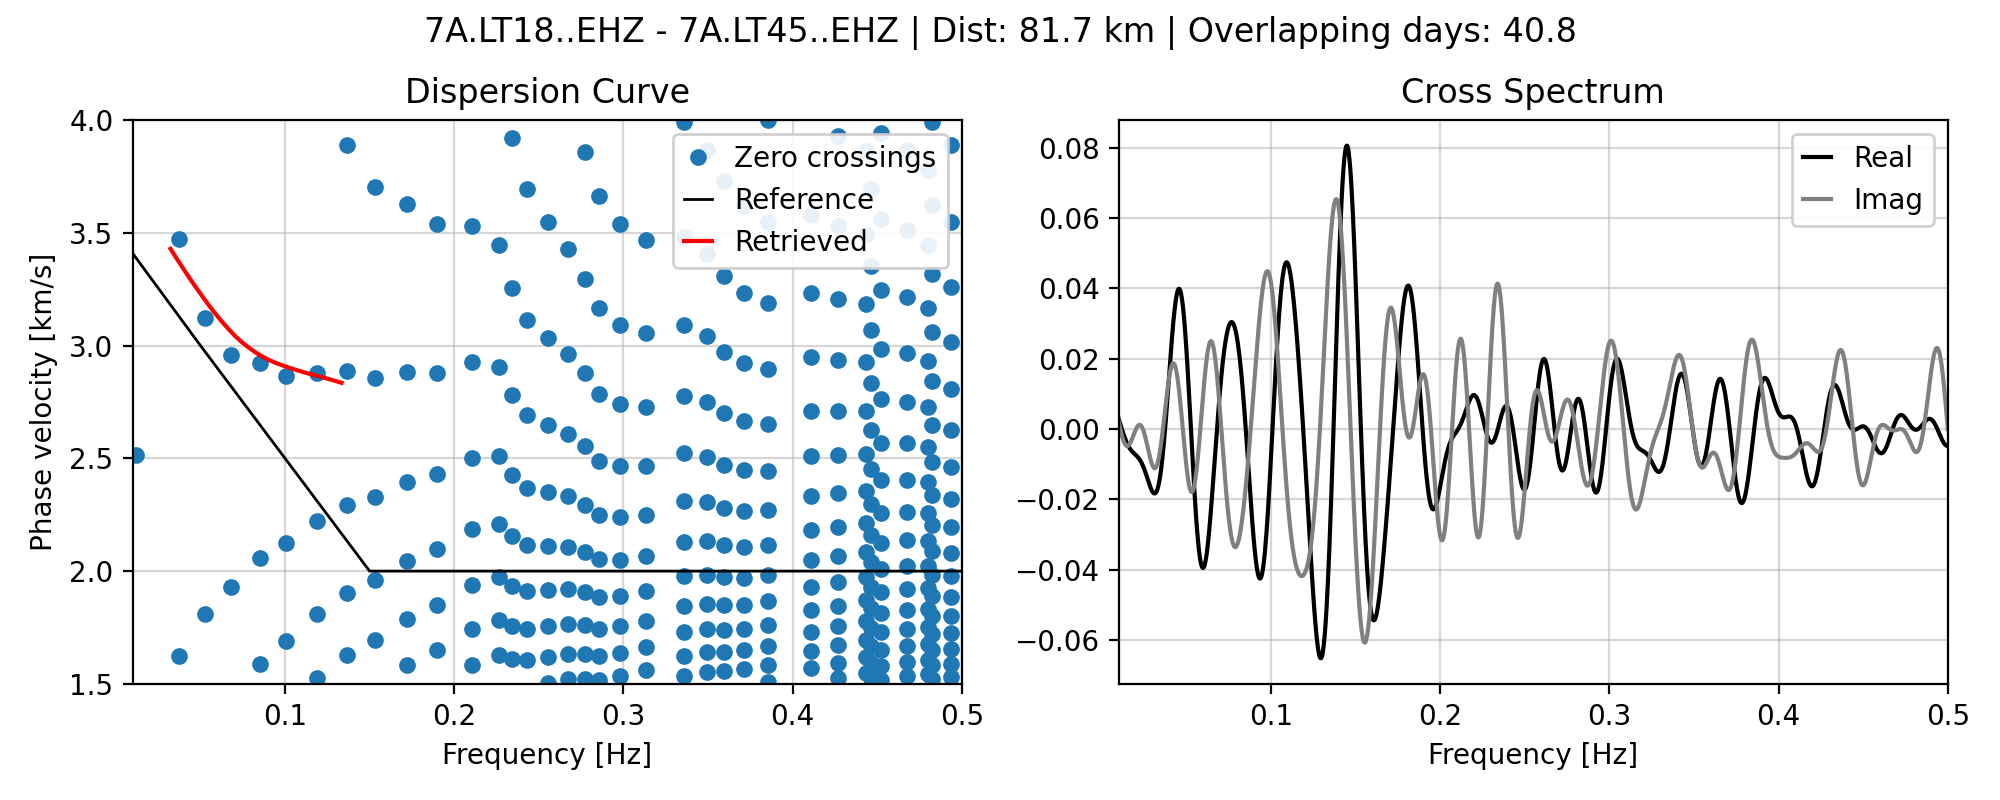 7A.LT18..EHZ - 7A.LT45..EHZ | Dist: 81.7 km | Overlapping days: 40.8
Dispersion Curve
4.0
3.5
3.0
2.5
2.0
1.5
Phase velocity [km/s]
Zero crossings
Reference
Retrieved
0.1
0.2
0.3
0.4
0.5
Frequency [Hz]
Cross Spectrum
0.08
0.06
0.04
0.02
0.00
−0.02
−0.04
−0.06
Real
Imag
0.1
0.2
0.3
0.4
0.5
Frequency [Hz]